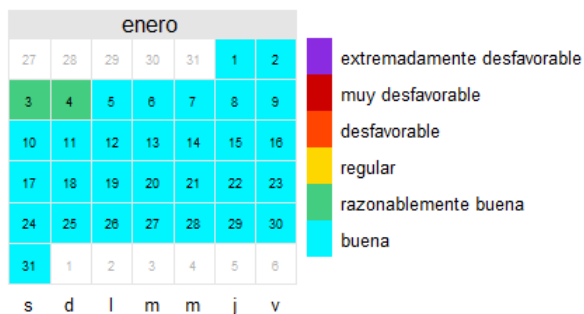 enero
27 28 29 30 31 1 2
3 4 5 6 7 8 9
10 11 12 13 14 15 16
17 18 19 20 21 22 23
24 25 26 27 28 29 30
31 1 2 3 4 5 6
s d l m m j v
extremadamente desfavorable
muy desfavorable
desfavorable
regular
razonablemente buena
buena